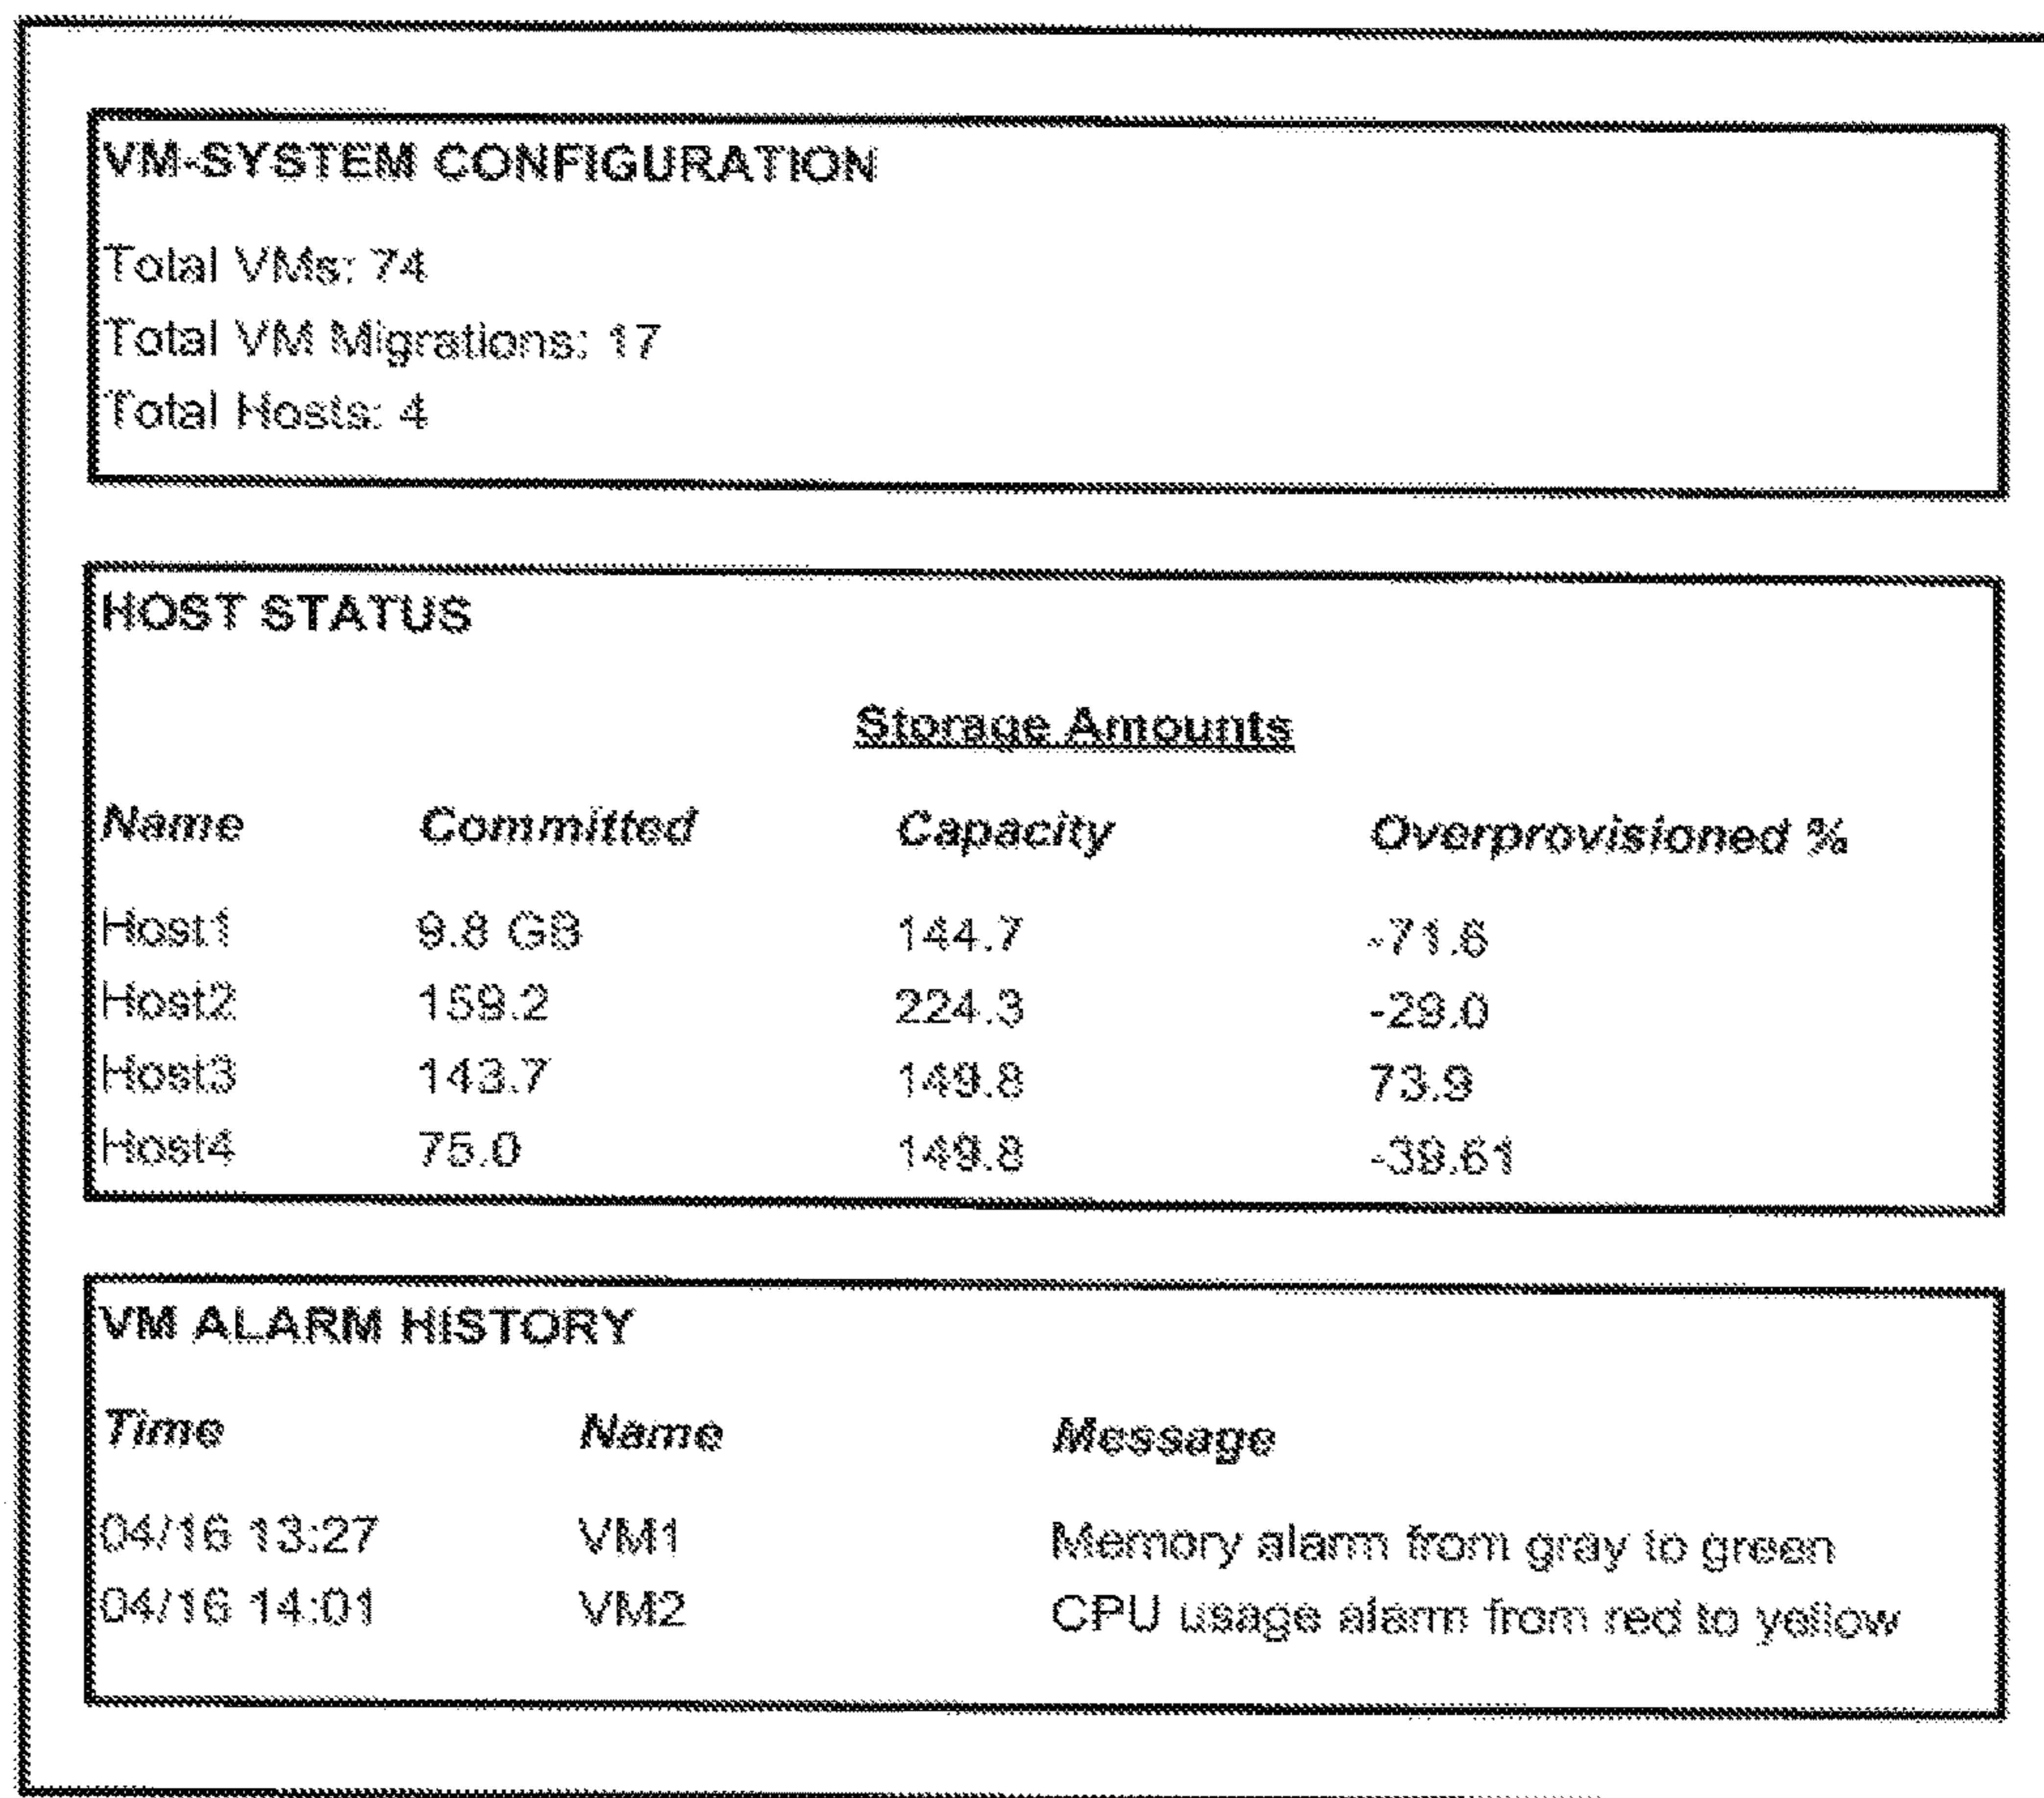 VM-SYSTEM CONFIGURATION
Total VMs: 74
Total VM Migrations: 17
Total Hosts: 4
HOST STATUS
Storage Amounts
Name Committed Capacity Overprovisioned %
Host1 9.8 GB 144.7 -71.6
Host2 159.2 224.3 -29.0
Host3 143.7 149.8 73.9
Host4 75.0 149.8 -39.61
VM ALARM HISTORY
Time Name Message
04/16 13:27 VM1 Memory alarm from gray to green
04/16 14:01 VM2 CPU usage alarm from red to yellow